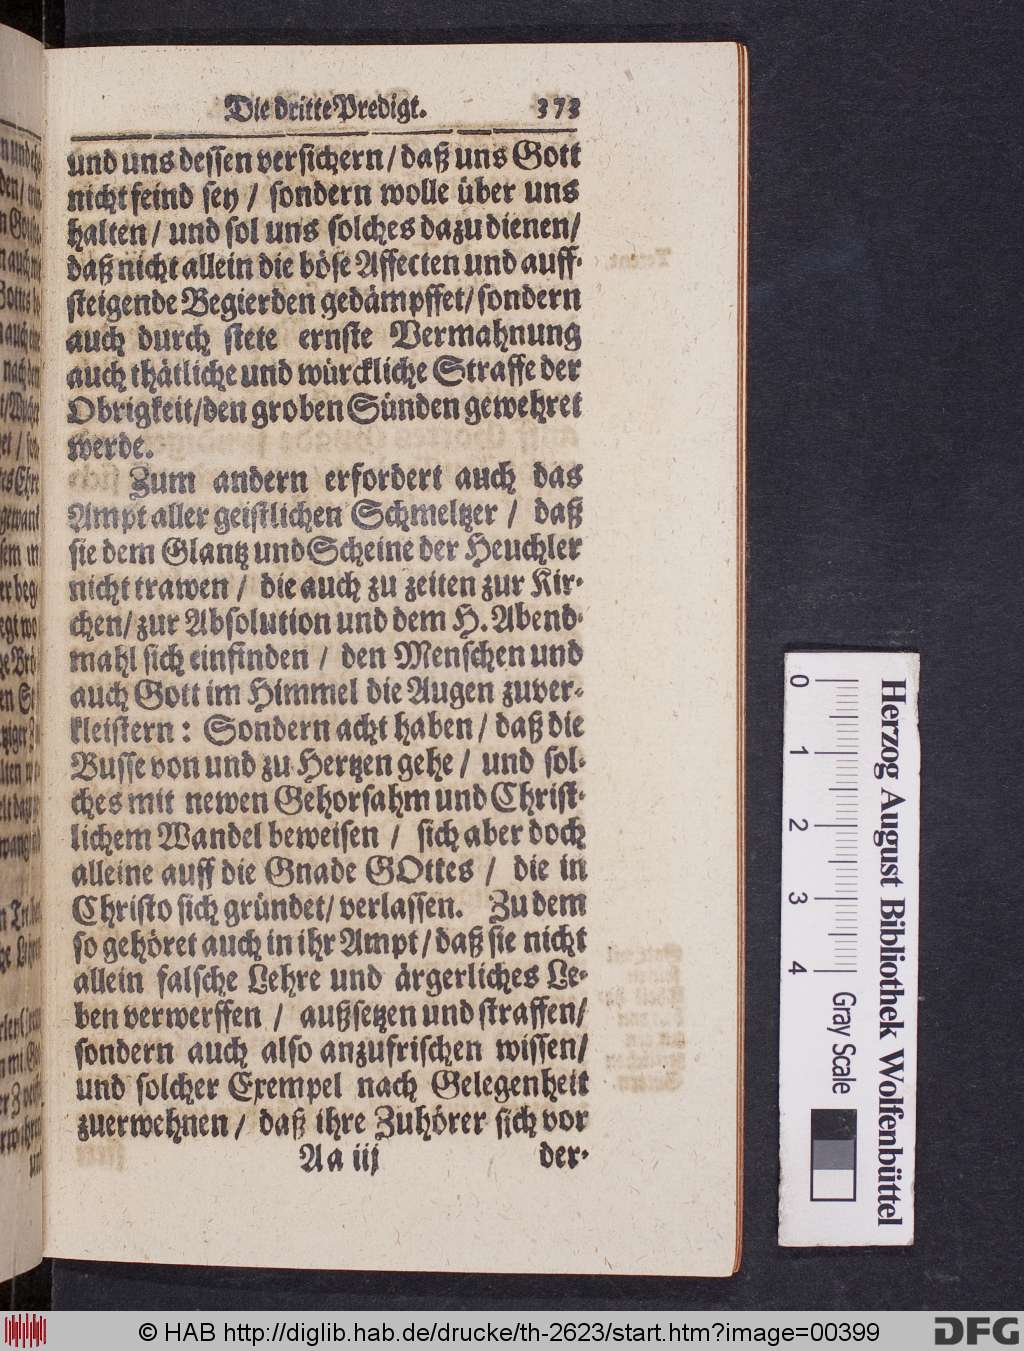 Die dritte Predigt. 373
und uns dessen versichern / daß uns Gott
nicht feind sey / sondern wolle über uns
halten / und sol uns solches dazu dienen /
daß nicht allein die böse Affecten und auff-
steigende Begierden gedämpffet / sondern
auch durch stete ernste Vermahnung
auch thätliche und würckliche Straffe der
Obrigkeit / den groben Sünden gewehret
werde.
Zum andern erfordert auch das
Ampt aller geistlichen Schmeltzer / daß
sie dem Glantz und Scheine der Heuchler
nicht trawen / die auch zu zeiten zur Kir-
chen / zur Absolution und dem H. Abend-
mahl sich einfinden / den Menschen und
auch Gott im Himmel die Augen zuver-
kleistern : Sondern acht haben / daß die
Busse von und zu Hertzen gehe / und sol-
ches mit newen Gehorsahm und Christ-
lichem Wandel beweisen / sich aber doch
alleine auff die Gnade GOttes / die in
Christo sich gründet / verlassen. Zu dem
so gehöret auch in ihr Ampt / daß sie nicht
allein falsche Lehre und ärgerliches Le-
ben verwerffen / außsetzen und straffen /
sondern auch also anzufrischen wissen /
und solcher Exempel nach Gelegenheit
zuerwehnen / daß ihre Zuhörer sich vor
Aa iij der-
Herzog August Bibliothek Wolfenbüttel
0 1 2 3 4 Gray Scale
© HAB http://diglib.hab.de/drucke/th-2623/start.htm?image=00399
DFG